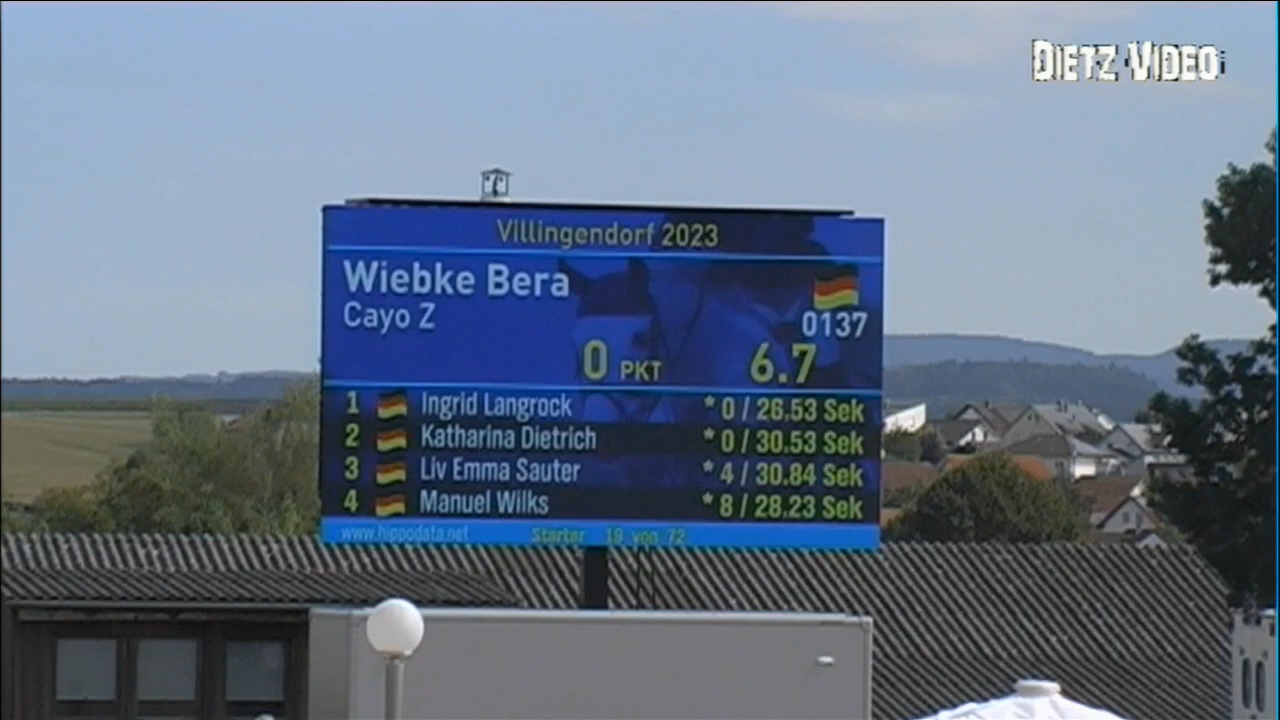 DIETZ VIDEO
Villingendorf 2023
Wiebke Bera
Cayo Z
0137
0 PKT 6.7
1 Ingrid Langrock * 0 / 26.53 Sek
2 Katharina Dietrich * 0 / 30.53 Sek
3 Liv Emma Sauter * 4 / 30.84 Sek
4 Manuel Wilks * 8 / 28.23 Sek
www.hippodata.net Starter 19 von 72